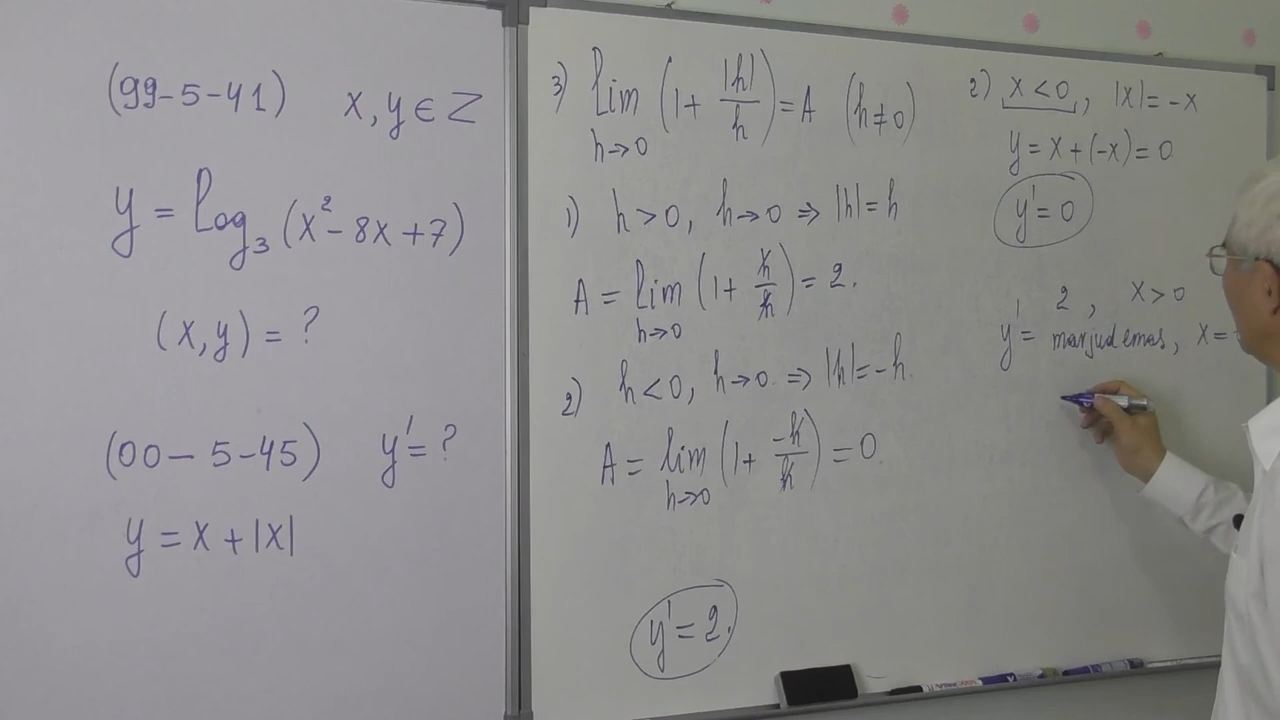 (99-5-41) x, y ∈ Z
y = log₃(x²-8x+7)
(x, y) = ?
(00-5-45) y' = ?
y = x + |x|
3) lim (1 + |h|/h) = A (h≠0)
h→0
1) h > 0, h→0 ⇒ |h| = h
A = lim (1 + h/h) = 2.
h→0
2) h < 0, h→0 ⇒ |h| = -h
A = lim (1 + -h/h) = 0
h→0
y' = 2.
2) x < 0, |x| = -x
y = x + (-x) = 0
y' = 0
2, x > 0
y' = marjud emas, x =